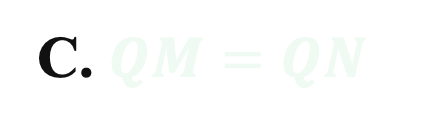 C. QM = QN